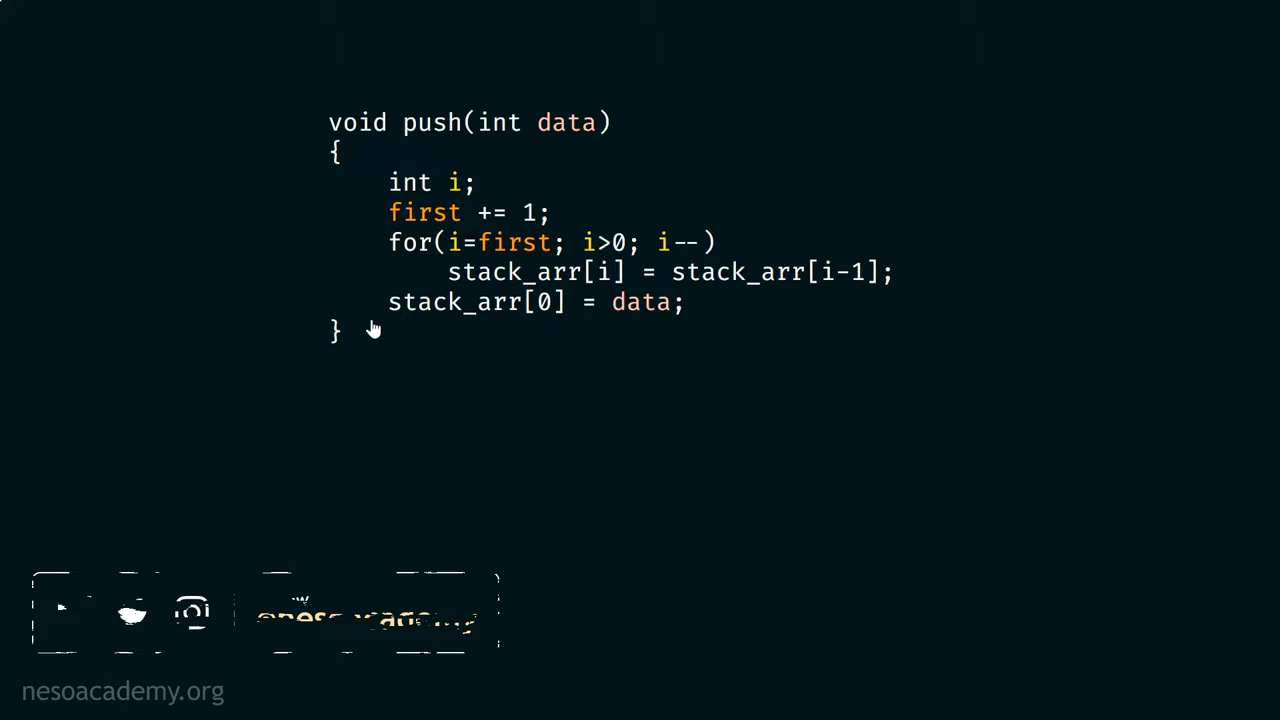 void push(int data)
{
    int i;
    first += 1;
    for(i=first; i>0; i--)
        stack_arr[i] = stack_arr[i-1];
    stack_arr[0] = data;
}
nesoacademy.org